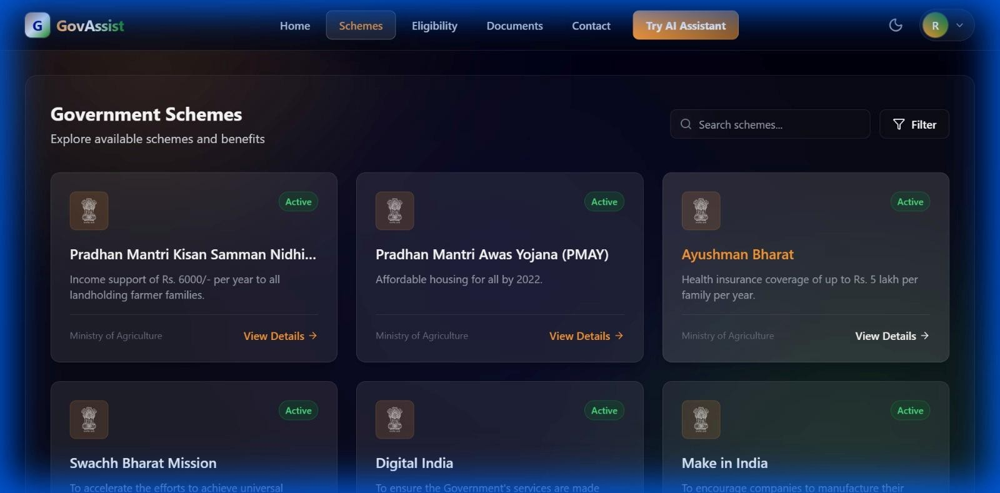 G GovAssist Home Schemes Eligibility Documents Contact Try AI Assistant R
Government Schemes
Explore available schemes and benefits
Search schemes... Filter
Active
Pradhan Mantri Kisan Samman Nidhi...
Income support of Rs. 6000/- per year to all
landholding farmer families.
Ministry of Agriculture View Details →
Active
Pradhan Mantri Awas Yojana (PMAY)
Affordable housing for all by 2022.
Ministry of Agriculture View Details →
Active
Ayushman Bharat
Health insurance coverage of up to Rs. 5 lakh per
family per year.
Ministry of Agriculture View Details →
Active
Swachh Bharat Mission
To accelerate the efforts to achieve universal
Active
Digital India
To ensure the Government's services are made
Active
Make in India
To encourage companies to manufacture their